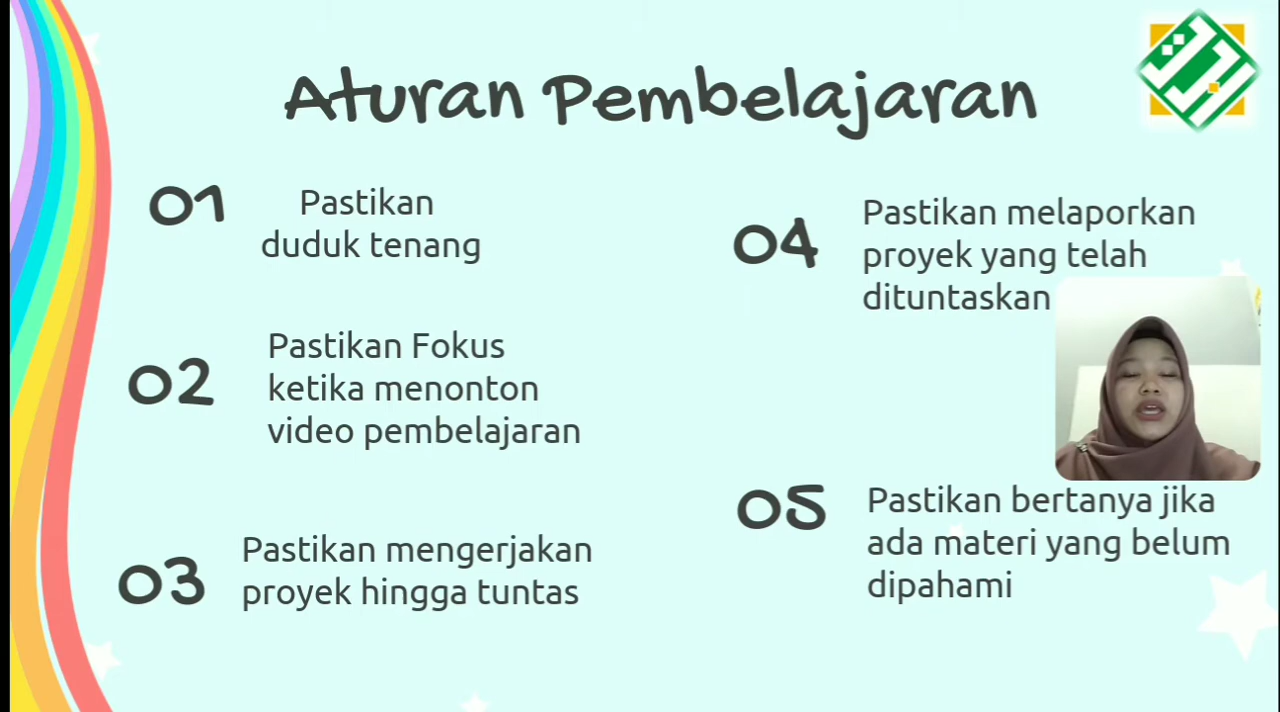 Aturan Pembelajaran
01
Pastikan
duduk tenang
02
Pastikan Fokus
ketika menonton
video pembelajaran
03
Pastikan mengerjakan
proyek hingga tuntas
04
Pastikan melaporkan
proyek yang telah
dituntaskan
05
Pastikan bertanya jika
ada materi yang belum
dipahami